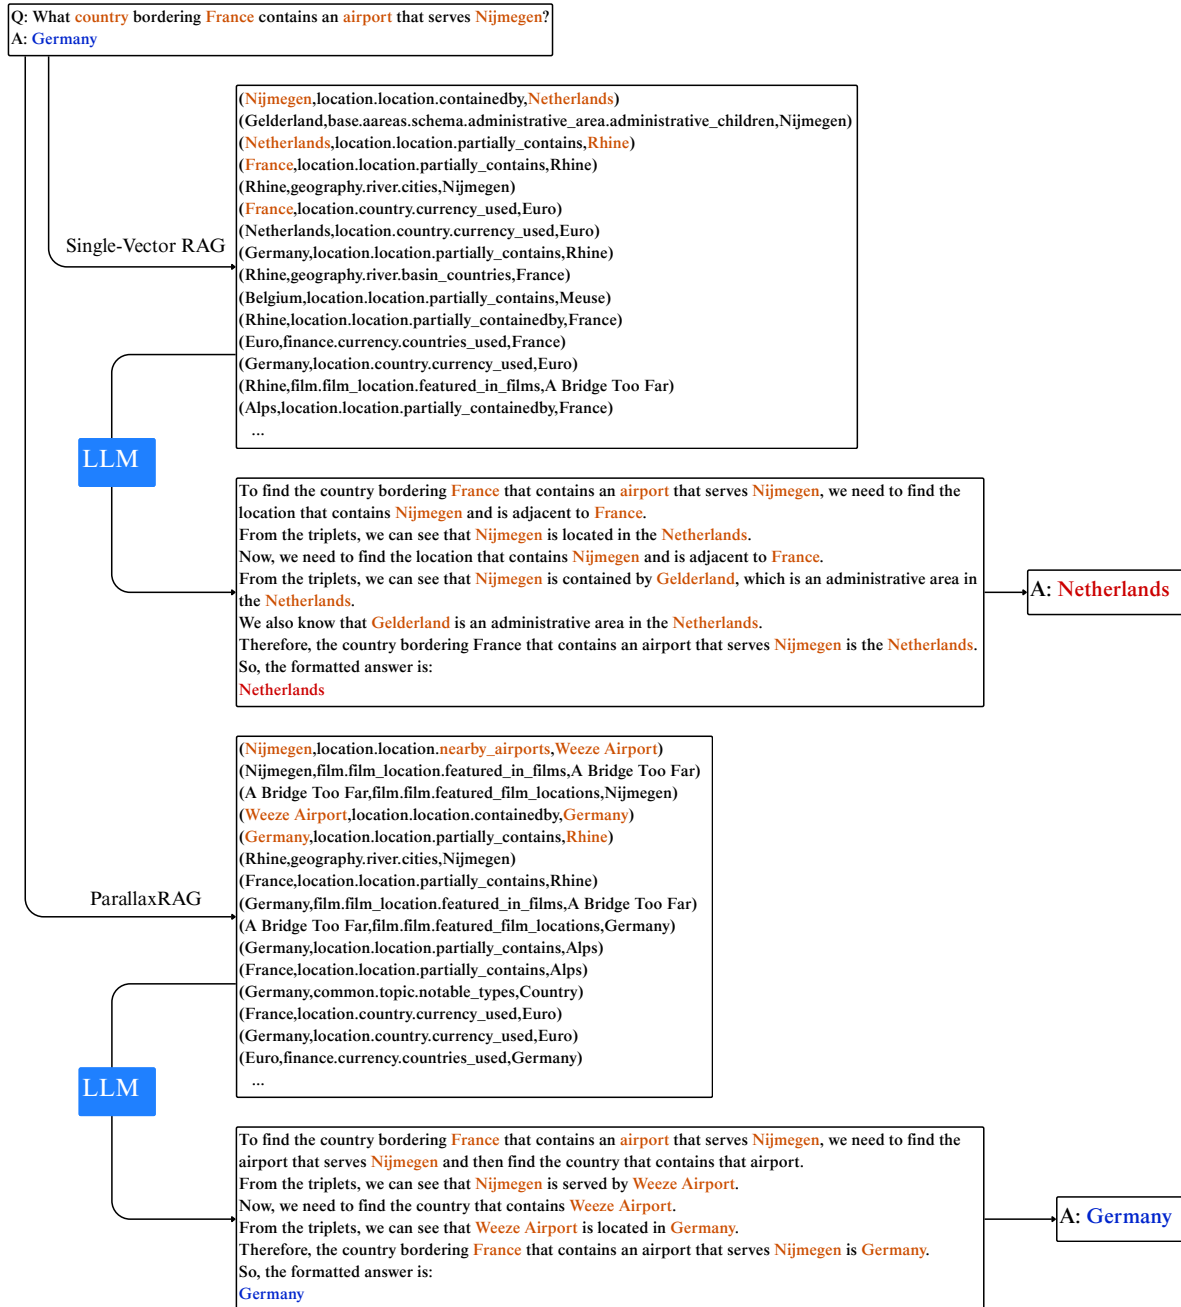 Q: What country bordering France contains an airport that serves Nijmegen?
A: Germany
Single-Vector RAG
(Nijmegen,location.location.containedby,Netherlands)
(Gelderland,base.aareas.schema.administrative_area.administrative_children,Nijmegen)
(Netherlands,location.location.partially_contains,Rhine)
(France,location.location.partially_contains,Rhine)
(Rhine,geography.river.cities,Nijmegen)
(France,location.country.currency_used,Euro)
(Netherlands,location.country.currency_used,Euro)
(Germany,location.location.partially_contains,Rhine)
(Rhine,geography.river.basin_countries,France)
(Belgium,location.location.partially_contains,Meuse)
(Rhine,location.location.partially_containedby,France)
(Euro,finance.currency.countries_used,France)
(Germany,location.country.currency_used,Euro)
(Rhine,film.film_location.featured_in_films,A Bridge Too Far)
(Alps,location.location.partially_containedby,France)
...
LLM
To find the country bordering France that contains an airport that serves Nijmegen, we need to find the
location that contains Nijmegen and is adjacent to France.
From the triplets, we can see that Nijmegen is located in the Netherlands.
Now, we need to find the location that contains Nijmegen and is adjacent to France.
From the triplets, we can see that Nijmegen is contained by Gelderland, which is an administrative area in
the Netherlands.
We also know that Gelderland is an administrative area in the Netherlands.
Therefore, the country bordering France that contains an airport that serves Nijmegen is the Netherlands.
So, the formatted answer is:
Netherlands
A: Netherlands
ParallaxRAG
(Nijmegen,location.location.nearby_airports,Weeze Airport)
(Nijmegen,film.film_location.featured_in_films,A Bridge Too Far)
(A Bridge Too Far,film.film.featured_film_locations,Nijmegen)
(Weeze Airport,location.location.containedby,Germany)
(Germany,location.location.partially_contains,Rhine)
(Rhine,geography.river.cities,Nijmegen)
(France,location.location.partially_contains,Rhine)
(Germany,film.film_location.featured_in_films,A Bridge Too Far)
(A Bridge Too Far,film.film.featured_film_locations,Germany)
(Germany,location.location.partially_contains,Alps)
(France,location.location.partially_contains,Alps)
(Germany,common.topic.notable_types,Country)
(France,location.country.currency_used,Euro)
(Germany,location.country.currency_used,Euro)
(Euro,finance.currency.countries_used,Germany)
...
LLM
To find the country bordering France that contains an airport that serves Nijmegen, we need to find the
airport that serves Nijmegen and then find the country that contains that airport.
From the triplets, we can see that Nijmegen is served by Weeze Airport.
Now, we need to find the country that contains Weeze Airport.
From the triplets, we can see that Weeze Airport is located in Germany.
Therefore, the country bordering France that contains an airport that serves Nijmegen is Germany.
So, the formatted answer is:
Germany
A: Germany